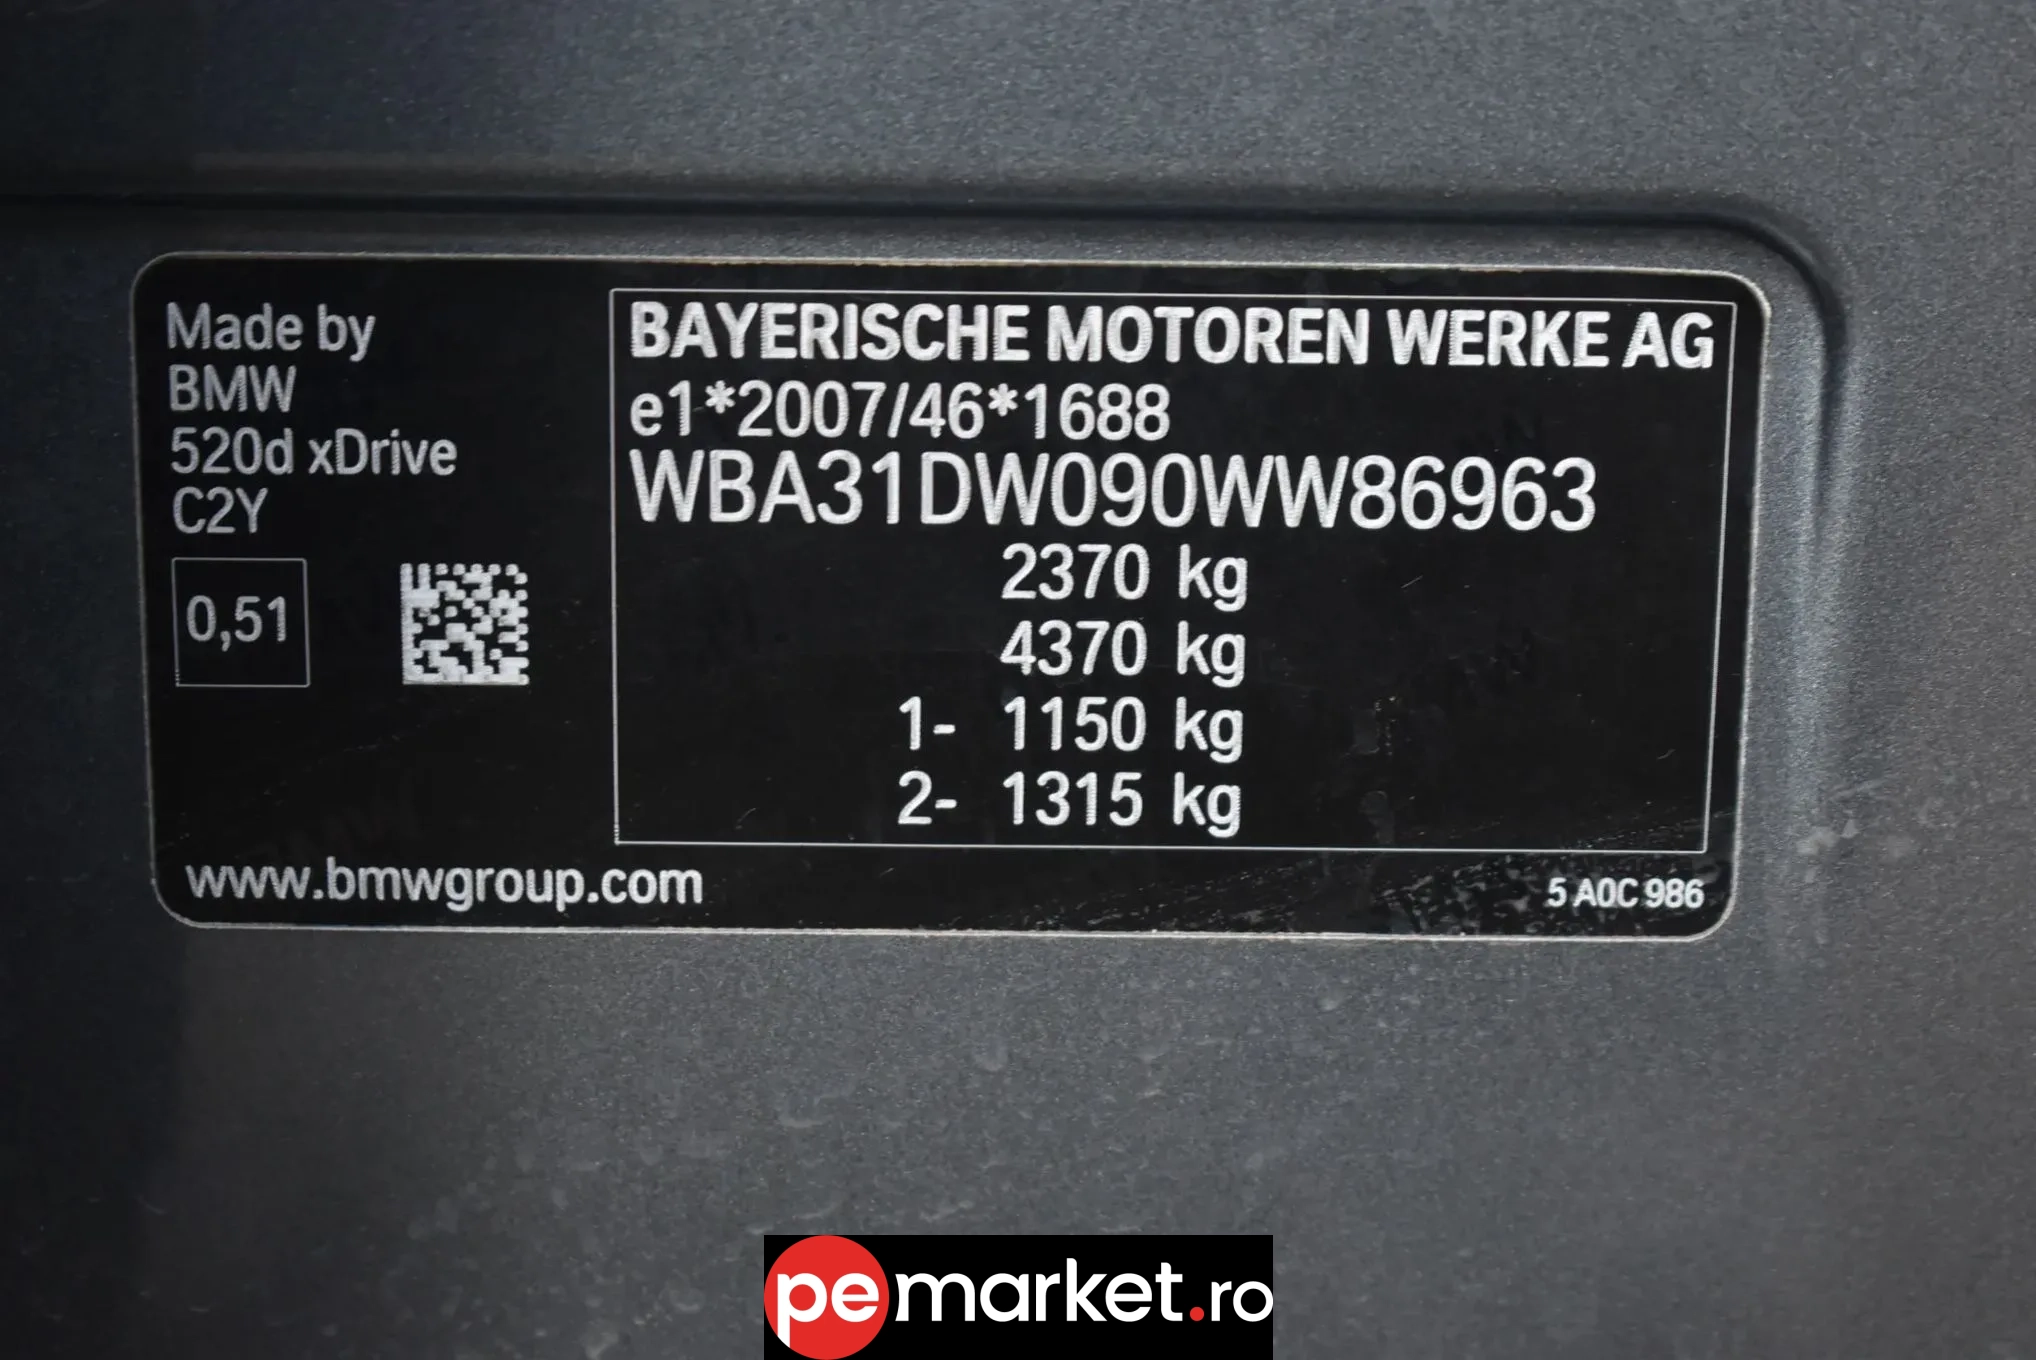 Made by
BMW
520d xDrive
C2Y
0,51
BAYERISCHE MOTOREN WERKE AG
e1*2007/46*1688
WBA31DW090WW86963
2370 kg
4370 kg
1- 1150 kg
2- 1315 kg
www.bmwgroup.com
5 A0C 986
pemarket.ro